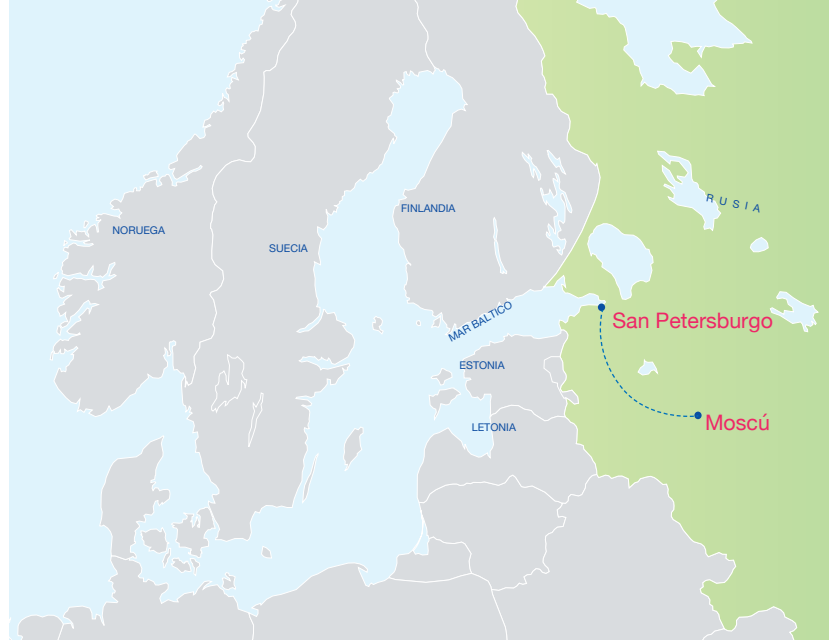 RUSIA
FINLANDIA
NORUEGA
SUECIA
MAR BALTICO
San Petersburgo
ESTONIA
Moscú
LETONIA